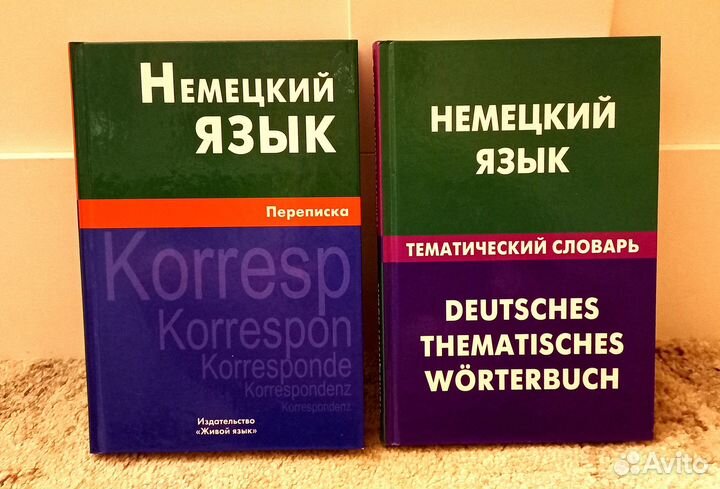 Немецкий
язык
Переписка
Korresp
Korrespon
Korresponde
Korrespondenz
Korrespondenz
Издательство
«Живой язык»
НЕМЕЦКИЙ
ЯЗЫК
ТЕМАТИЧЕСКИЙ СЛОВАРЬ
DEUTSCHES
THEMATISCHES
WÖRTERBUCH
Avito